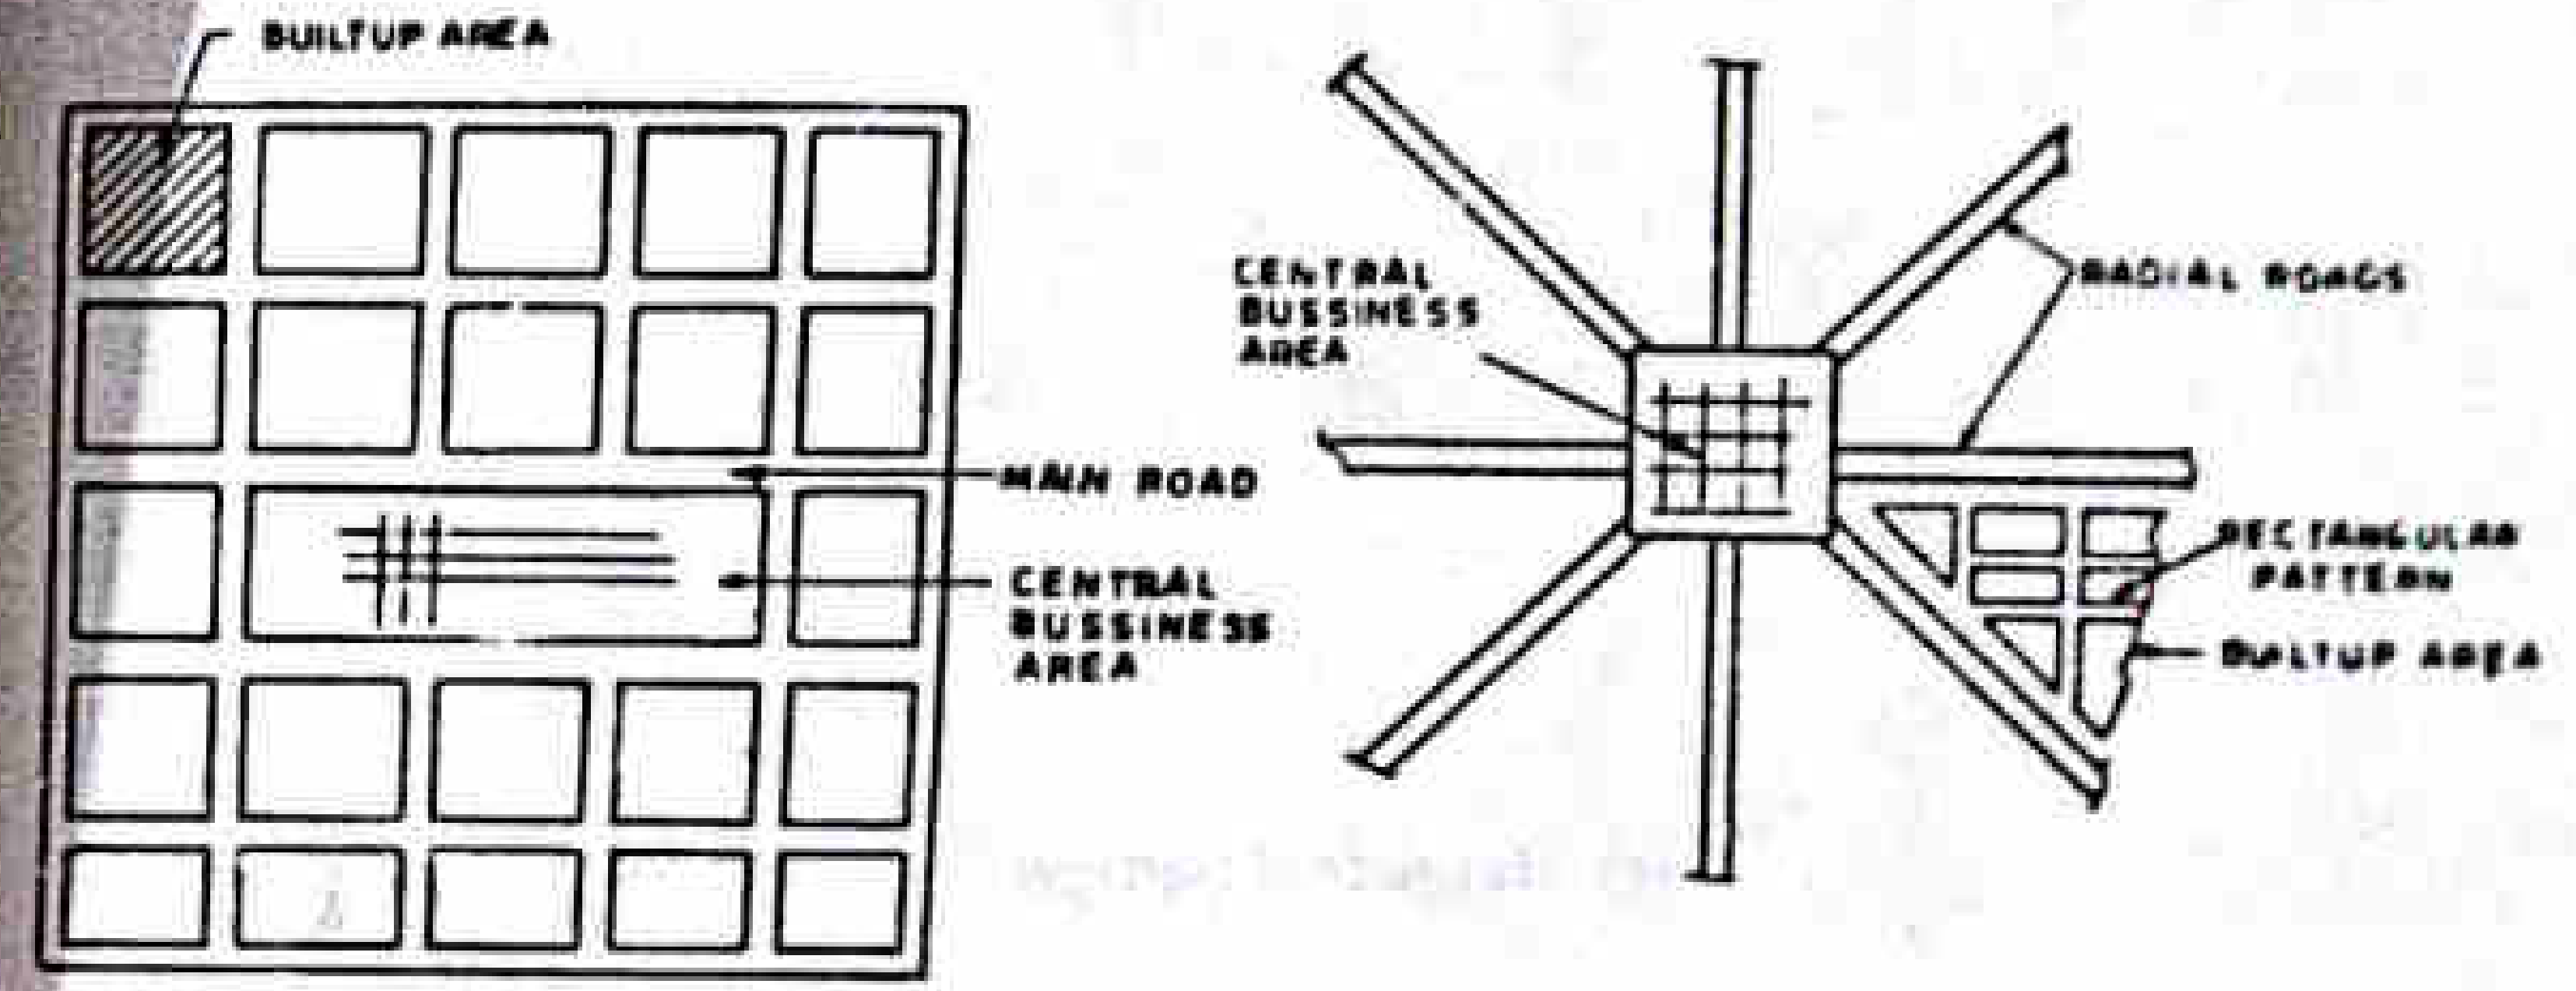 BUILTUP AREA
MAIN ROAD
CENTRAL
BUSSINESS
AREA
CENTRAL
BUSSINESS
AREA
RADIAL ROADS
RECTANGULAR
PATTERN
BUILTUP AREA